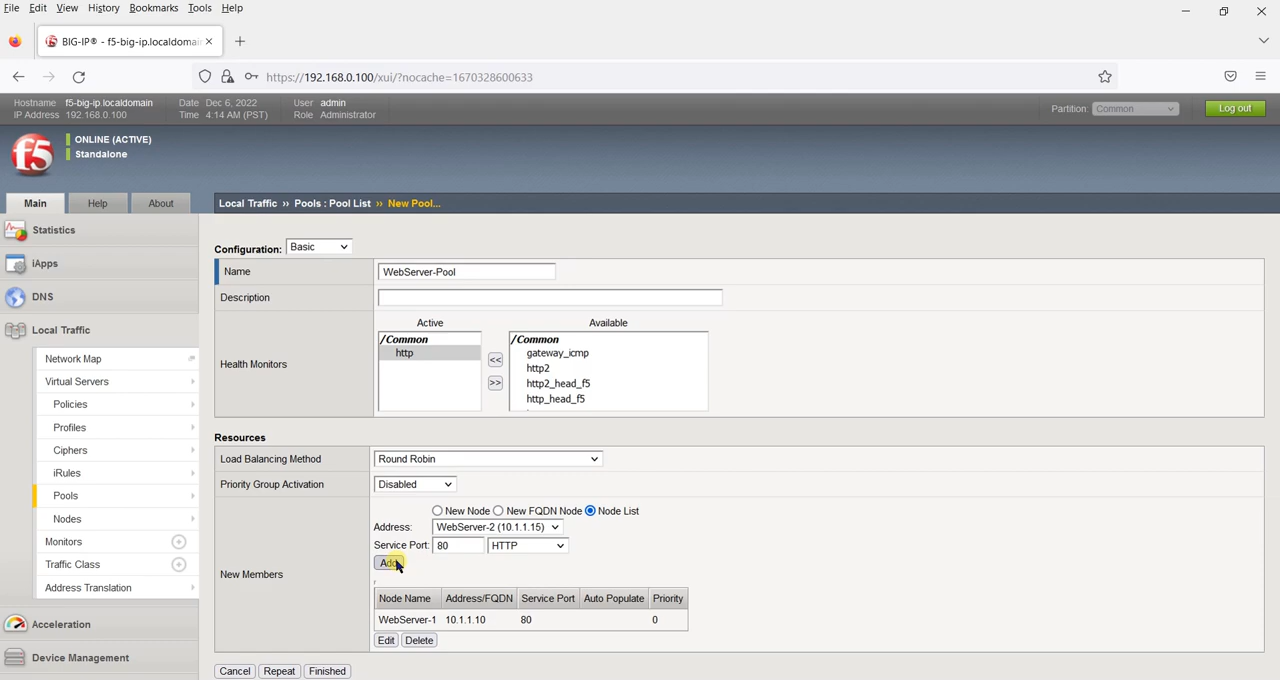 File Edit View History Bookmarks Tools Help
BIG-IP® - f5-big-ip.localdomain
https://192.168.0.100/xui/?nocache=1670328600633
Hostname f5-big-ip.localdomain Date Dec 6, 2022 User admin
IP Address 192.168.0.100 Time 4:14 AM (PST) Role Administrator
Partition: Common Log out
f5
ONLINE (ACTIVE)
Standalone
Main Help About
Local Traffic ›› Pools : Pool List ›› New Pool...
Statistics
iApps
DNS
Local Traffic
Network Map
Virtual Servers
Policies
Profiles
Ciphers
iRules
Pools
Nodes
Monitors
Traffic Class
Address Translation
Acceleration
Device Management
Configuration: Basic
Name WebServer-Pool
Description
Health Monitors
Active Available
/Common /Common
http gateway_icmp
<< http2
>> http2_head_f5
http_head_f5
Resources
Load Balancing Method Round Robin
Priority Group Activation Disabled
New Members
New Node New FQDN Node Node List
Address: WebServer-2 (10.1.1.15)
Service Port: 80 HTTP
Add
,
Node Name Address/FQDN Service Port Auto Populate Priority
WebServer-1 10.1.1.10 80 0
Edit Delete
Cancel Repeat Finished